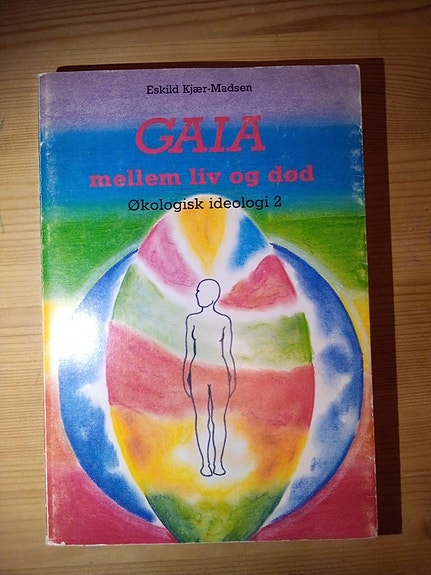 Eskild Kjær-Madsen
GAIA
mellem liv og død
Økologisk ideologi 2